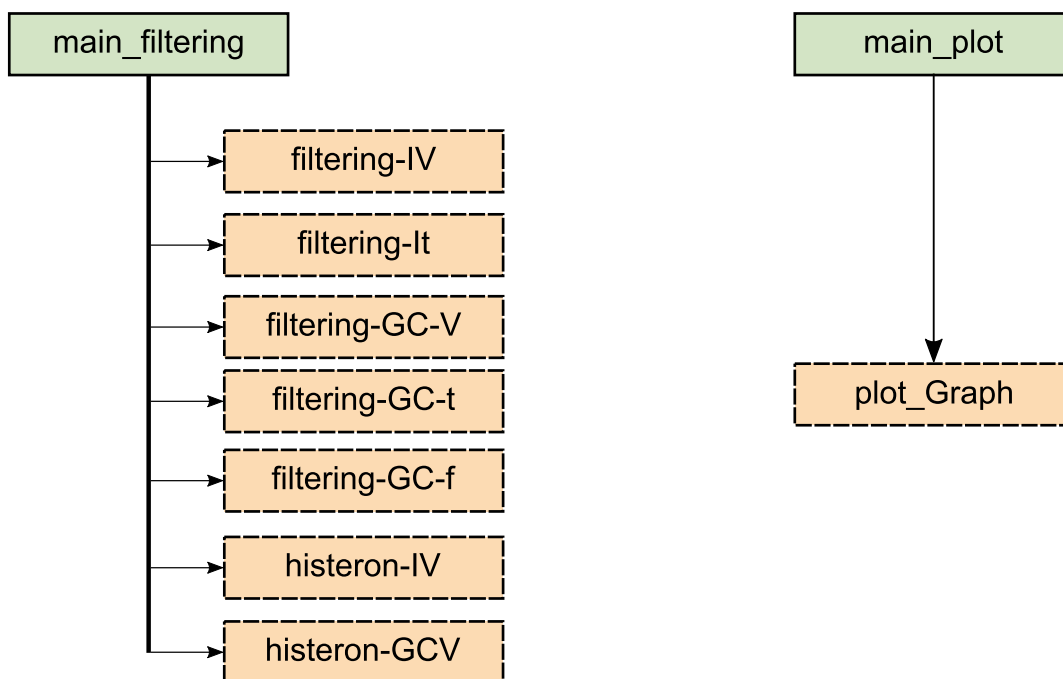 main_filtering
filtering-IV
filtering-It
filtering-GC-V
filtering-GC-t
filtering-GC-f
histeron-IV
histeron-GCV
main_plot
plot_Graph